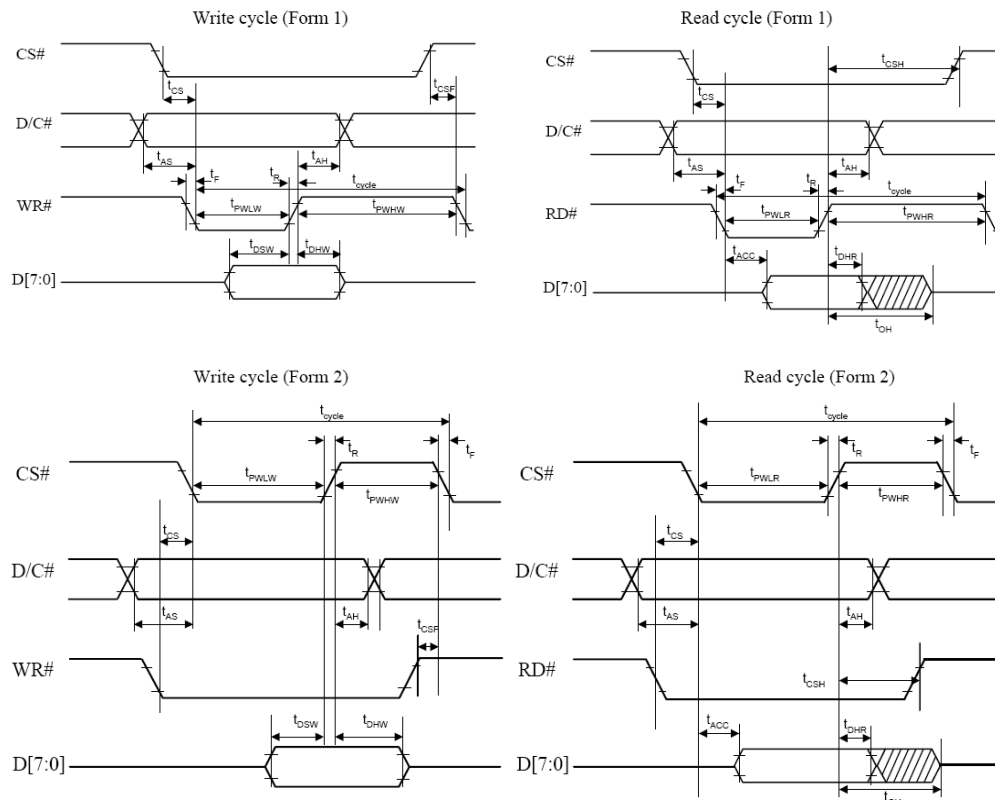 Write cycle (Form 1)
CS#
tCS
tCSF
D/C#
tAS
tAH
tF
tR
tcycle
WR#
tPWLW
tPWHW
tDSW
tDHW
D[7:0]
Read cycle (Form 1)
CS#
tCSH
tCS
D/C#
tAS
tAH
tF
tR
tcycle
RD#
tPWLR
tPWHR
tACC
tDHR
D[7:0]
tOH
Write cycle (Form 2)
tcycle
tR
tF
CS#
tPWLW
tPWHW
tCS
D/C#
tAS
tAH
tCSF
WR#
tDSW
tDHW
D[7:0]
Read cycle (Form 2)
tcycle
tR
tF
CS#
tPWLR
tPWHR
tCS
D/C#
tAS
tAH
RD#
tCSH
tACC
tDHR
D[7:0]